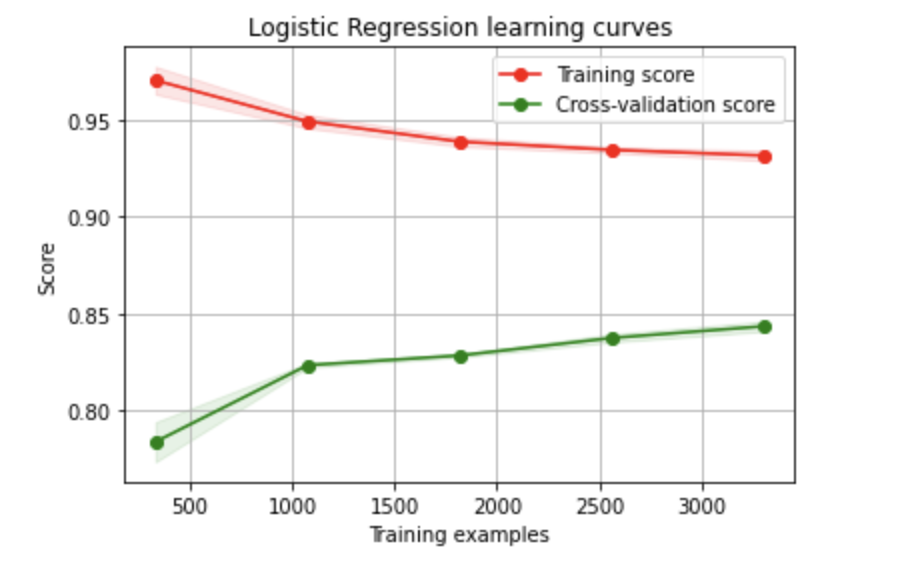 Logistic Regression learning curves
Training score
Cross-validation score
0.95
0.90
0.85
0.80
Score
500 1000 1500 2000 2500 3000
Training examples